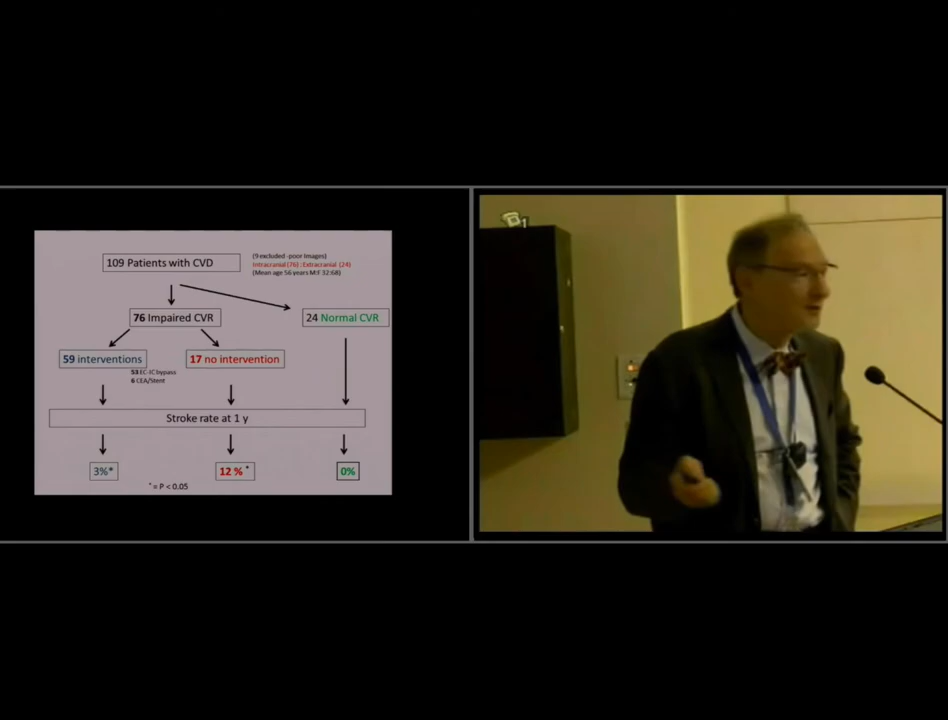 109 Patients with CVD
(9 excluded -poor Images)
Intracranial (76) : Extracranial (24)
(Mean age 56 years M:F 32:68)
76 Impaired CVR
24 Normal CVR
59 interventions
17 no intervention
53 EC-IC bypass
6 CEA/Stent
Stroke rate at 1 y
3%*
12 % *
0%
* = P < 0.05